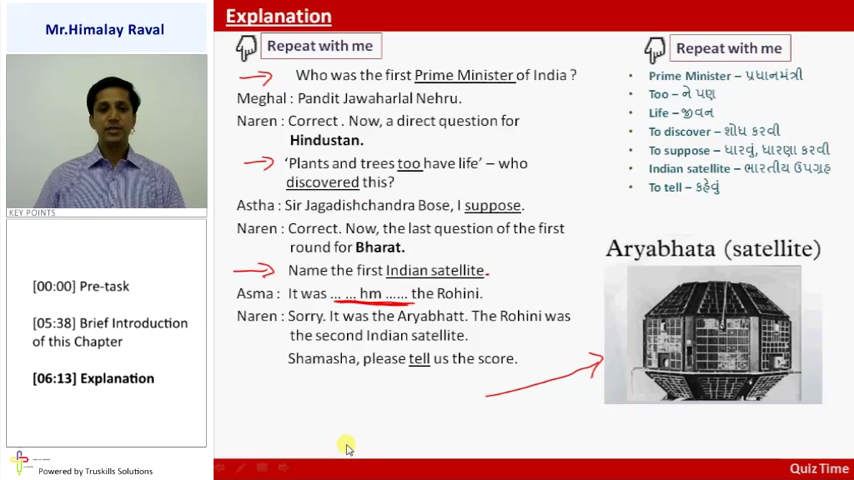 Mr.Himalay Raval
KEY POINTS
[00:00] Pre-task
[05:38] Brief Introduction
of this Chapter
[06:13] Explanation
Powered by Truskills Solutions
Explanation
Repeat with me
Who was the first Prime Minister of India ?
Meghal : Pandit Jawaharlal Nehru.
Naren : Correct . Now, a direct question for
Hindustan.
‘Plants and trees too have life’ – who
discovered this?
Astha : Sir Jagadishchandra Bose, I suppose.
Naren : Correct. Now, the last question of the first
round for Bharat.
Name the first Indian satellite.
Asma : It was ... ... hm ...... the Rohini.
Naren : Sorry. It was the Aryabhatt. The Rohini was
the second Indian satellite.
Shamasha, please tell us the score.
Repeat with me
• Prime Minister – પ્રધાનમંત્રી
• Too – ને પણ
• Life – જીવન
• To discover – શોધ કરવી
• To suppose – ધારવું, ધારણા કરવી
• Indian satellite – ભારતીય ઉપગ્રહ
• To tell – કહેવું
Aryabhata (satellite)
Quiz Time